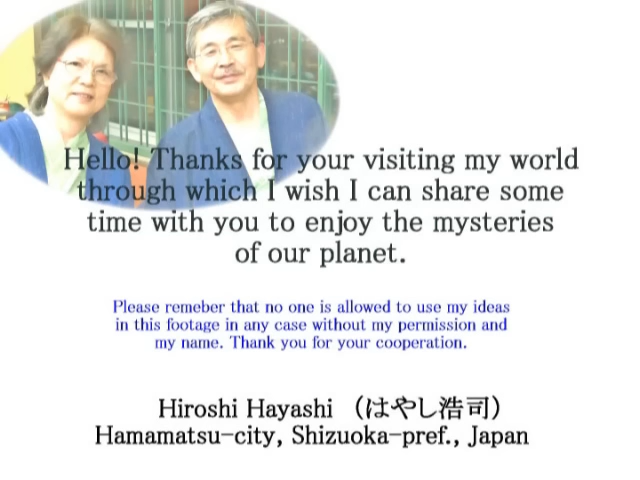 Hello! Thanks for your visiting my world
through which I wish I can share some
time with you to enjoy the mysteries
of our planet.
Please remeber that no one is allowed to use my ideas
in this footage in any case without my permission and
my name. Thank you for your cooperation.
Hiroshi Hayashi （はやし浩司）
Hamamatsu-city, Shizuoka-pref., Japan